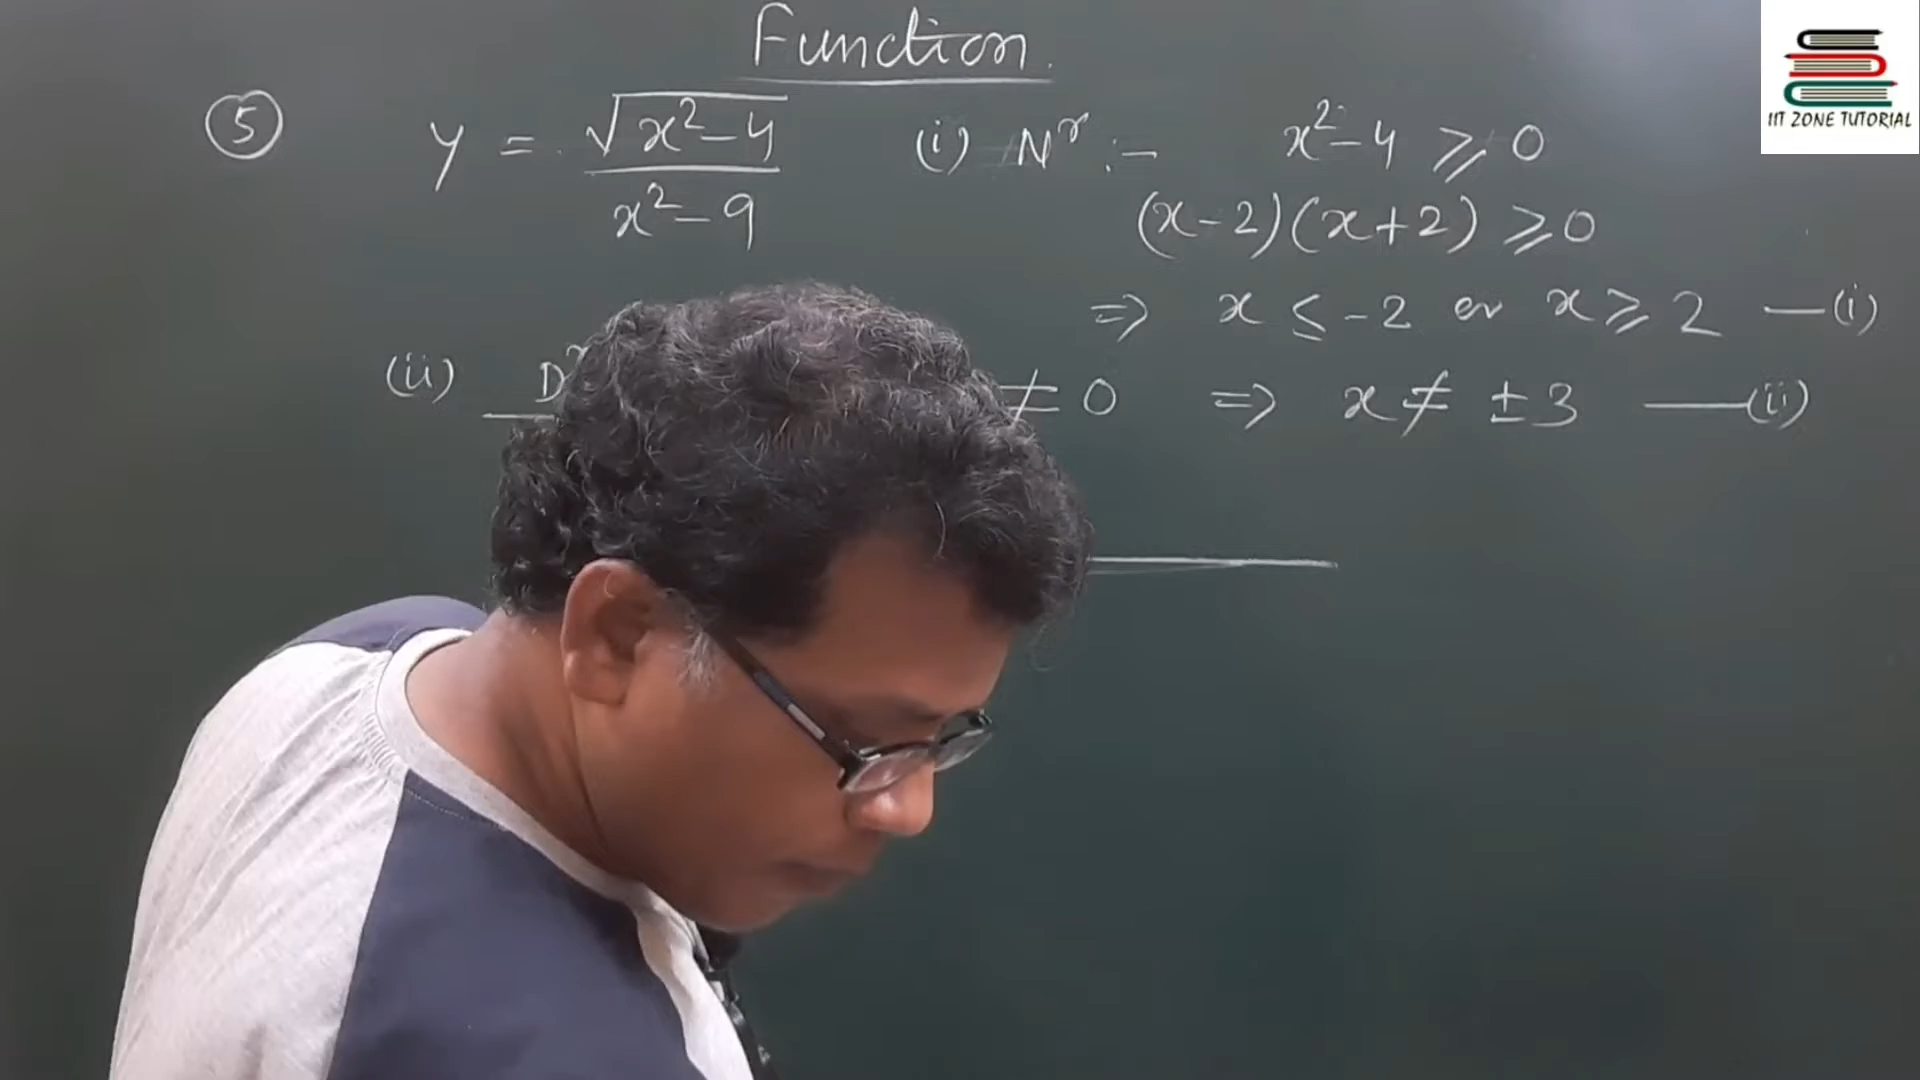 Function.
IIT ZONE TUTORIAL
(5) y = √(x²-4) / (x²-9) (i) Nʳ :- x²-4 ⩾ 0
(x-2)(x+2) ⩾ 0
⇒ x ≤ -2 or x ⩾ 2 —(i)
(ii) Dʳ ≠ 0 ⇒ x ≠ ±3 —(ii)